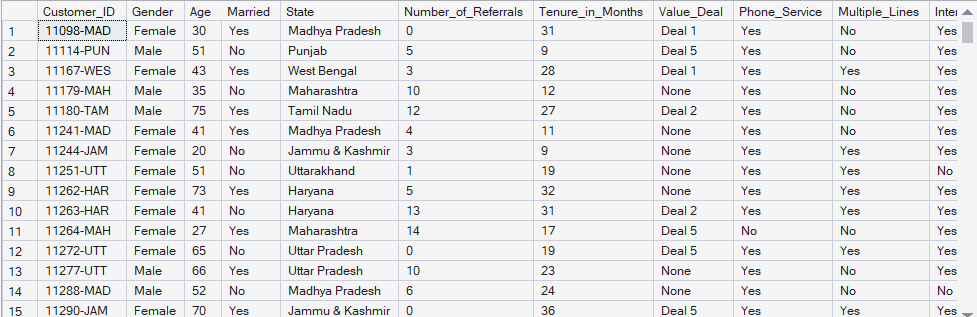 Customer_ID Gender Age Married State Number_of_Referrals Tenure_in_Months Value_Deal Phone_Service Multiple_Lines
1 11098-MAD Female 30 Yes Madhya Pradesh 0 31 Deal 1 Yes No Yes
2 11114-PUN Male 51 No Punjab 5 9 Deal 5 Yes No Yes
3 11167-WES Female 43 Yes West Bengal 3 28 Deal 1 Yes Yes Yes
4 11179-MAH Male 35 No Maharashtra 10 12 None Yes No Yes
5 11180-TAM Male 75 Yes Tamil Nadu 12 27 Deal 2 Yes No Yes
6 11241-MAD Female 41 Yes Madhya Pradesh 4 11 None Yes No Yes
7 11244-JAM Female 20 No Jammu & Kashmir 3 9 None Yes Yes Yes
8 11251-UTT Female 51 No Uttarakhand 1 19 None Yes Yes No
9 11262-HAR Female 73 Yes Haryana 5 32 None Yes Yes Yes
10 11263-HAR Female 41 No Haryana 13 31 Deal 2 Yes Yes Yes
11 11264-MAH Female 27 Yes Maharashtra 14 17 Deal 5 No No Yes
12 11272-UTT Female 65 No Uttar Pradesh 0 19 Deal 5 Yes Yes Yes
13 11277-UTT Male 66 Yes Uttar Pradesh 10 23 None Yes No Yes
14 11288-MAD Male 52 No Madhya Pradesh 6 24 None Yes No No
15 11290-JAM Female 70 Yes Jammu & Kashmir 0 36 Deal 5 Yes Yes Yes